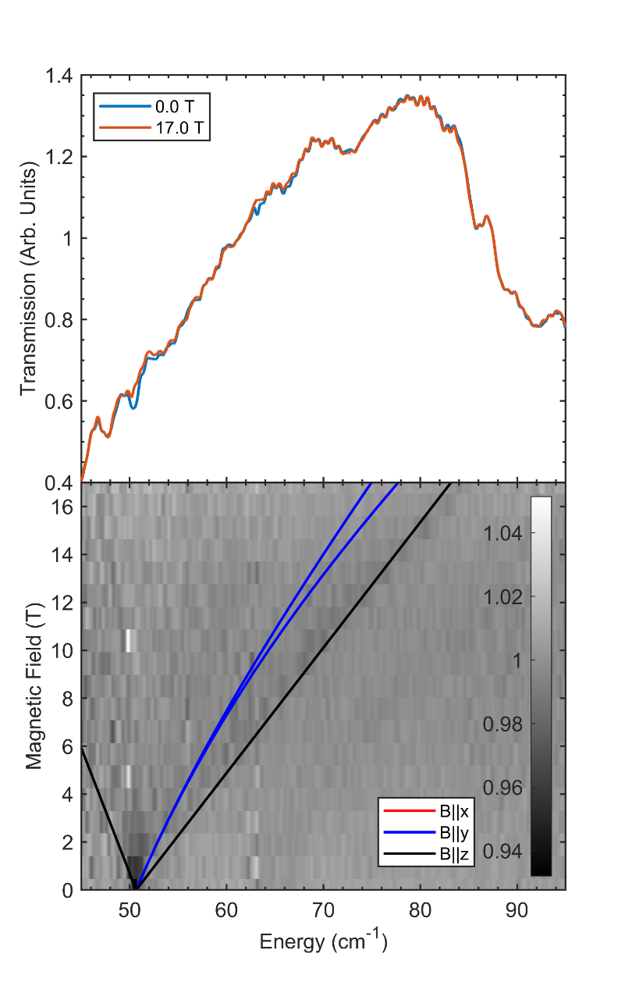 1.4
1.2
1
0.8
0.6
0.4
Transmission (Arb. Units)
0.0 T
17.0 T
16
14
12
10
8
6
4
2
0
Magnetic Field (T)
1.04
1.02
1
0.98
0.96
0.94
B||x
B||y
B||z
50 60 70 80 90
Energy (cm⁻¹)